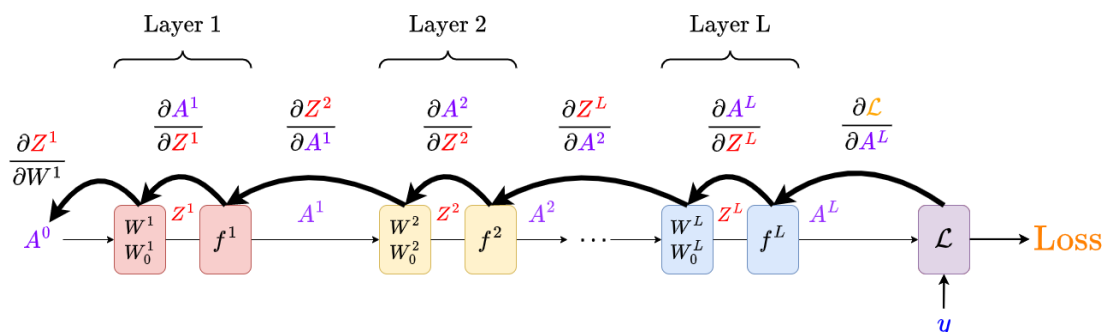 Layer 1 Layer 2 Layer L
∂Z¹/∂W¹ ∂A¹/∂Z¹ ∂Z²/∂A¹ ∂A²/∂Z² ∂Z^L/∂A² ∂A^L/∂Z^L ∂ℒ/∂A^L
A⁰ W¹ W₀¹ Z¹ f¹ A¹ W² W₀² Z² f² A² ... W^L W₀^L Z^L f^L A^L ℒ Loss
y